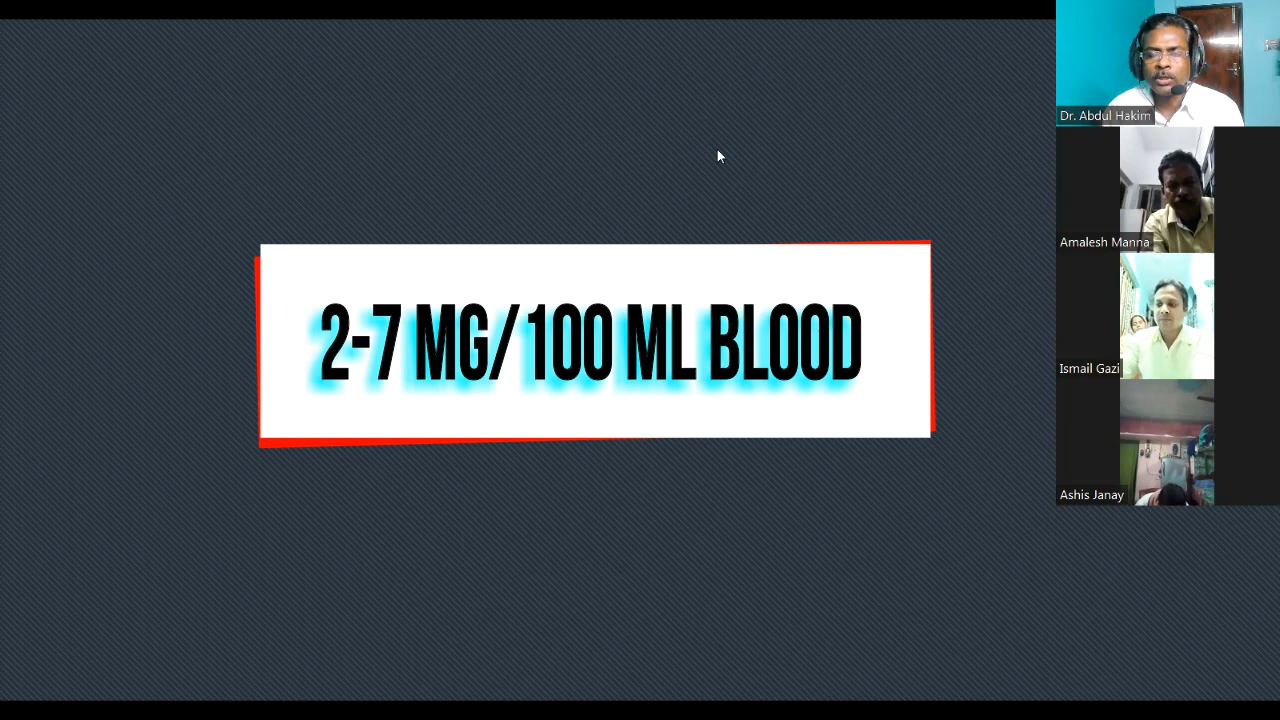 2-7 MG/100 ML BLOOD
Dr. Abdul Hakim
Amalesh Manna
Ismail Gazi
Ashis Janay